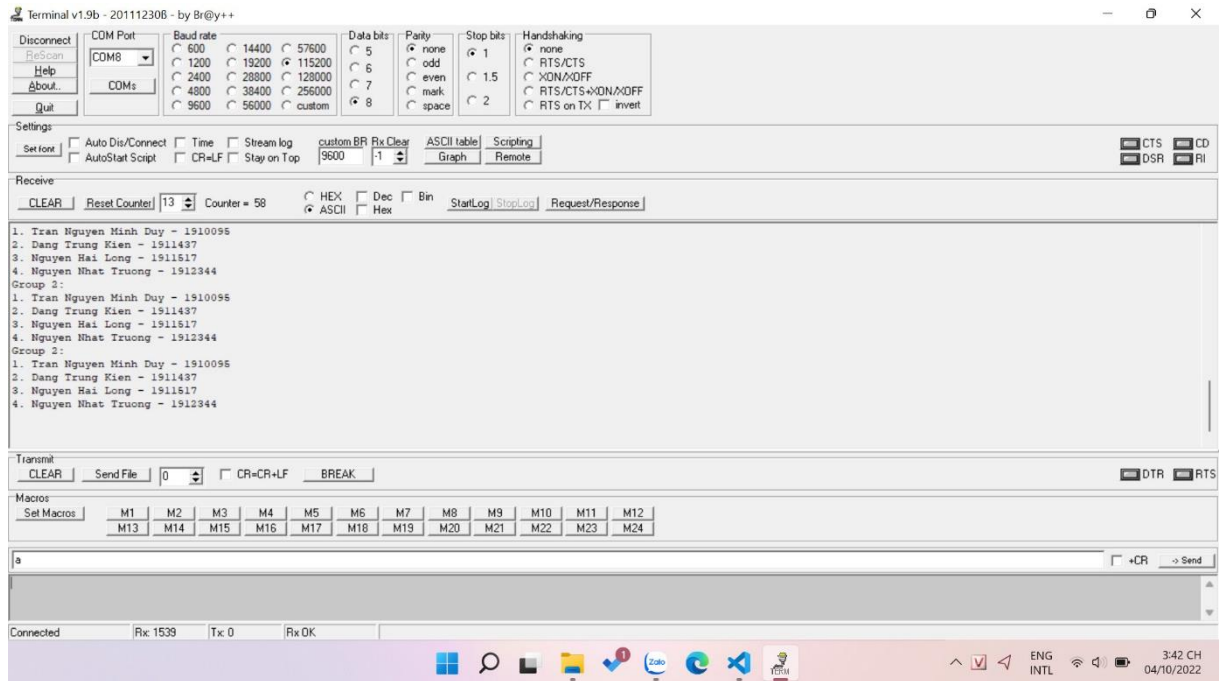 Terminal v1.9b - 20111230ß - by Br@y++
Disconnect
ReScan
Help
About..
Quit
COM Port
COM8
COMs
Baud rate
600 14400 57600
1200 19200 115200
2400 28800 128000
4800 38400 256000
9600 56000 custom
Data bits
5
6
7
8
Parity
none
odd
even
mark
space
Stop bits
1
1.5
2
Handshaking
none
RTS/CTS
XON/XOFF
RTS/CTS+XON/XOFF
RTS on TX invert
Settings
Set font
Auto Dis/Connect Time Stream log
AutoStart Script CR=LF Stay on Top
custom BR Rx Clear
9600 -1
ASCII table Scripting
Graph Remote
CTS CD
DSR RI
Receive
CLEAR Reset Counter 13 Counter = 58
HEX Dec Bin
ASCII Hex
StartLog StopLog Request/Response
1. Tran Nguyen Minh Duy - 1910095
2. Dang Trung Kien - 1911437
3. Nguyen Hai Long - 1911517
4. Nguyen Nhat Truong - 1912344
Group 2:
1. Tran Nguyen Minh Duy - 1910095
2. Dang Trung Kien - 1911437
3. Nguyen Hai Long - 1911517
4. Nguyen Nhat Truong - 1912344
Group 2:
1. Tran Nguyen Minh Duy - 1910095
2. Dang Trung Kien - 1911437
3. Nguyen Hai Long - 1911517
4. Nguyen Nhat Truong - 1912344
Transmit
CLEAR Send File 0 CR=CR+LF BREAK
DTR RTS
Macros
Set Macros
M1 M2 M3 M4 M5 M6 M7 M8 M9 M10 M11 M12
M13 M14 M15 M16 M17 M18 M19 M20 M21 M22 M23 M24
a
+CR -> Send
Connected Rx: 1539 Tx: 0 Rx OK
1
Zalo
TERM
V
ENG
INTL
3:42 CH
04/10/2022